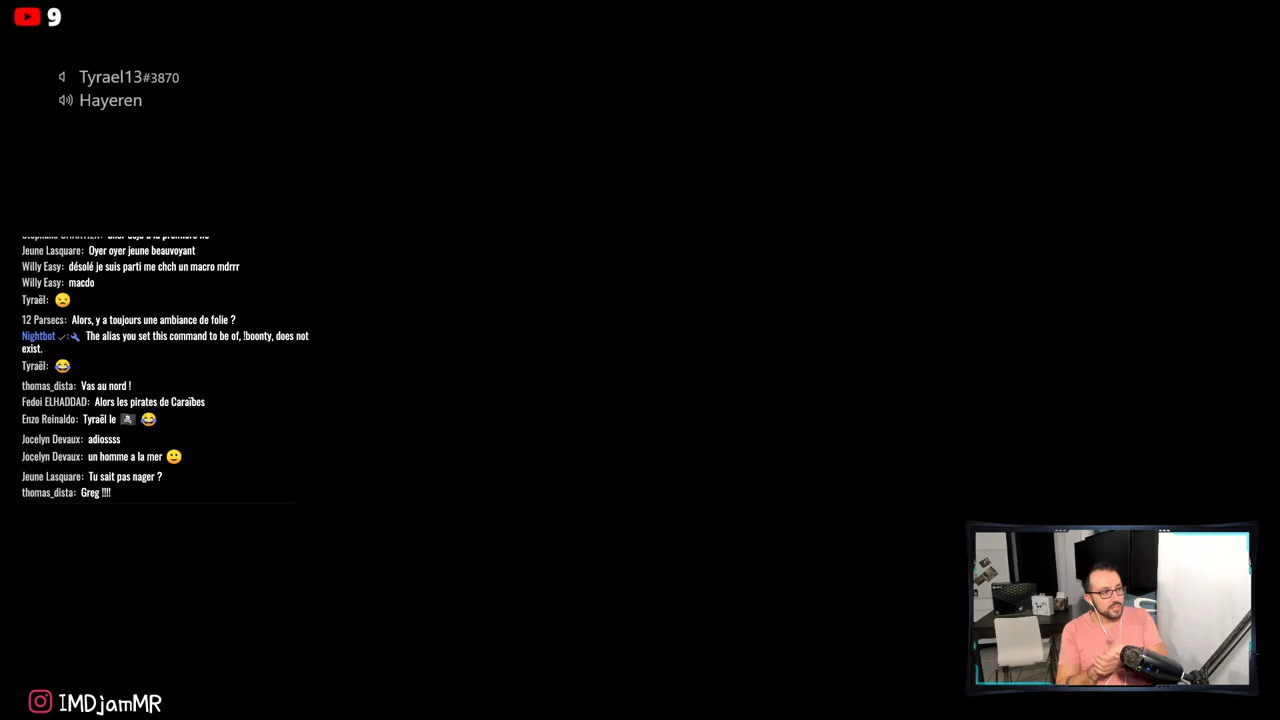 9
Tyrael13#3870
Hayeren
Jeune Lasquare: Oyer oyer jeune beauvoyant
Willy Easy: désolé je suis parti me chch un macro mdrrr
Willy Easy: macdo
Tyraël: 😒
12 Parsecs: Alors, y a toujours une ambiance de folie ?
Nightbot: The alias you set this command to be of, !boonty, does not
exist.
Tyraël: 😂
thomas_dista: Vas au nord !
Fedoi ELHADDAD: Alors les pirates de Caraïbes
Enzo Reinaldo: Tyraël le 🏴‍☠️ 😂
Jocelyn Devaux: adiossss
Jocelyn Devaux: un homme a la mer 🙂
Jeune Lasquare: Tu sait pas nager ?
thomas_dista: Greg !!!!
IMDjamMR